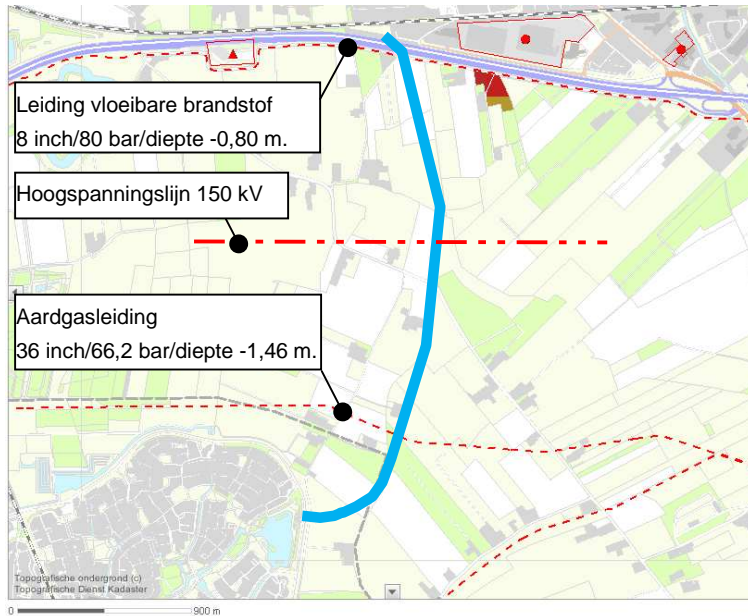 Leiding vloeibare brandstof
8 inch/80 bar/diepte -0,80 m.
Hoogspanningslijn 150 kV
Aardgasleiding
36 inch/66,2 bar/diepte -1,46 m.
Topografische ondergrond (c)
Topografische Dienst Kadaster
0 900 m